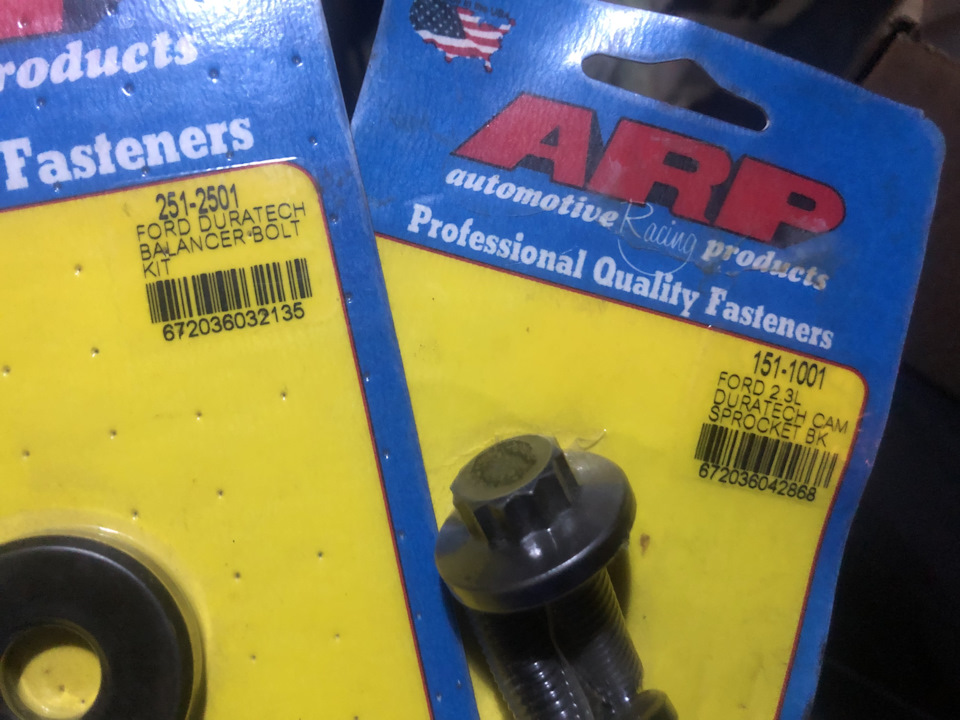 roducts
Fasteners
251-2501
FORD DURATECH
BALANCER BOLT
KIT
672036032135
ARP
automotive Racing products
Professional Quality Fasteners
151-1001
FORD 2.3L
DURATECH CAM
SPROCKET BK
672036042868